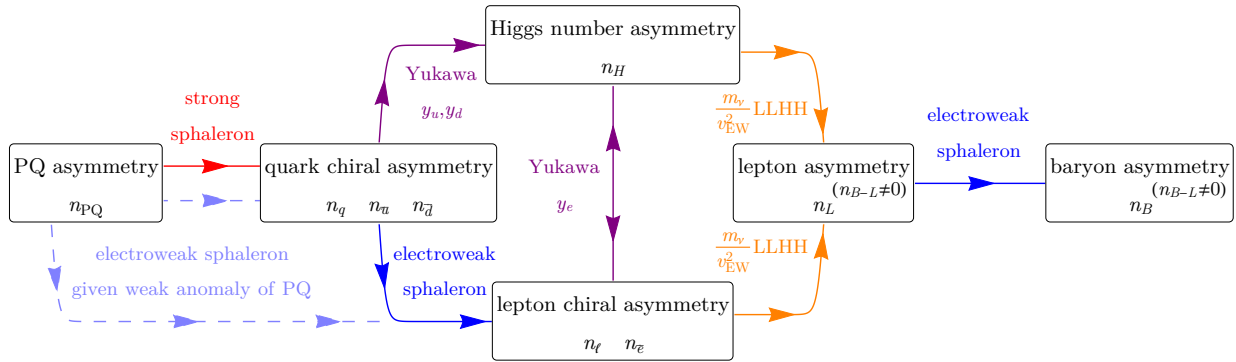 Higgs number asymmetry
n_H
Yukawa
y_u,y_d
m_ν/v²_EW LLHH
strong
sphaleron
electroweak
sphaleron
PQ asymmetry
n_PQ
quark chiral asymmetry
n_q n_u̅ n_d̅
Yukawa
y_e
lepton asymmetry
(n_{B-L}≠0)
n_L
baryon asymmetry
(n_{B-L}≠0)
n_B
electroweak sphaleron
given weak anomaly of PQ
electroweak
sphaleron
m_ν/v²_EW LLHH
lepton chiral asymmetry
n_ℓ n_e̅